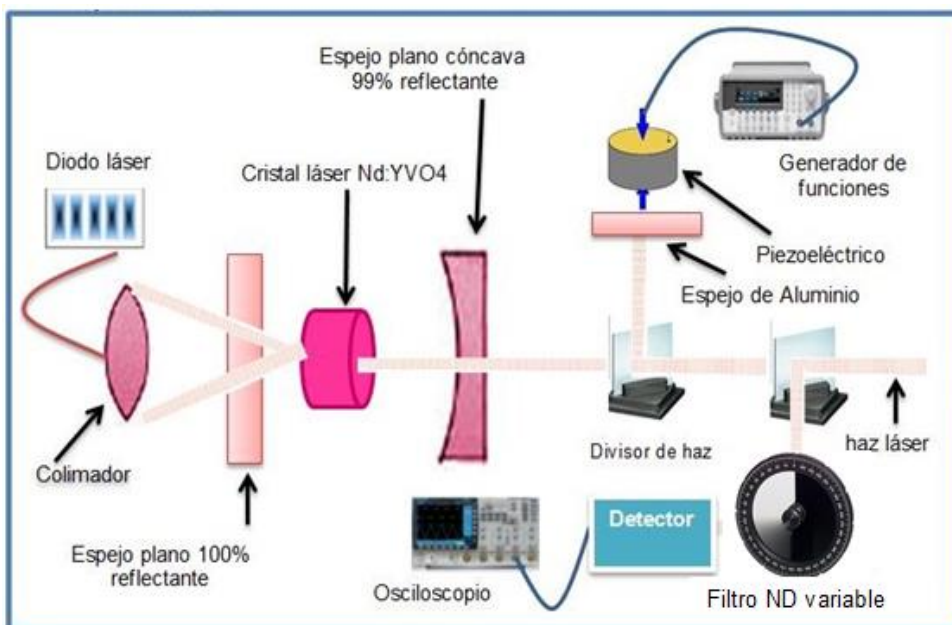 Espejo plano cóncava
99% reflectante
Diodo láser
Cristal láser Nd:YVO4
Generador de
funciones
Piezoeléctrico
Espejo de Aluminio
Colimador
Divisor de haz
haz láser
Espejo plano 100%
reflectante
Osciloscopio
Detector
Filtro ND variable